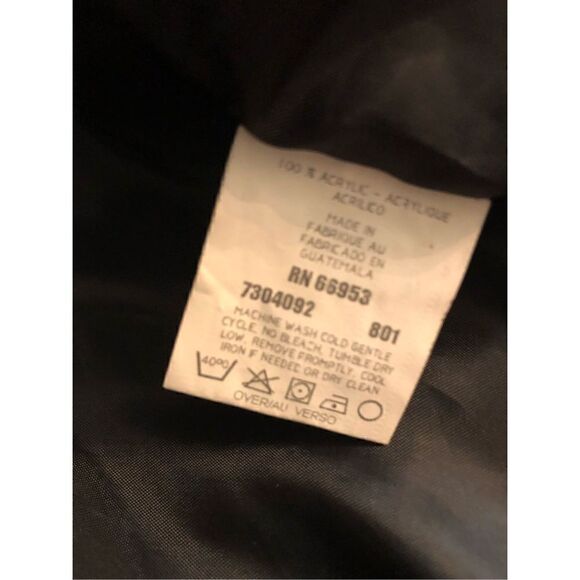 100 % ACRYLIC - ACRYLIQUE
ACRILICO
MADE IN
FABRIQUE AU
FABRICADO EN
GUATEMALA
RN 66953
7304092 801
MACHINE WASH COLD GENTLE
CYCLE, NO BLEACH, TUMBLE DRY
LOW, REMOVE PROMPTLY, COOL
IRON IF NEEDED OR DRY CLEAN
40º
OVER/AU VERSO